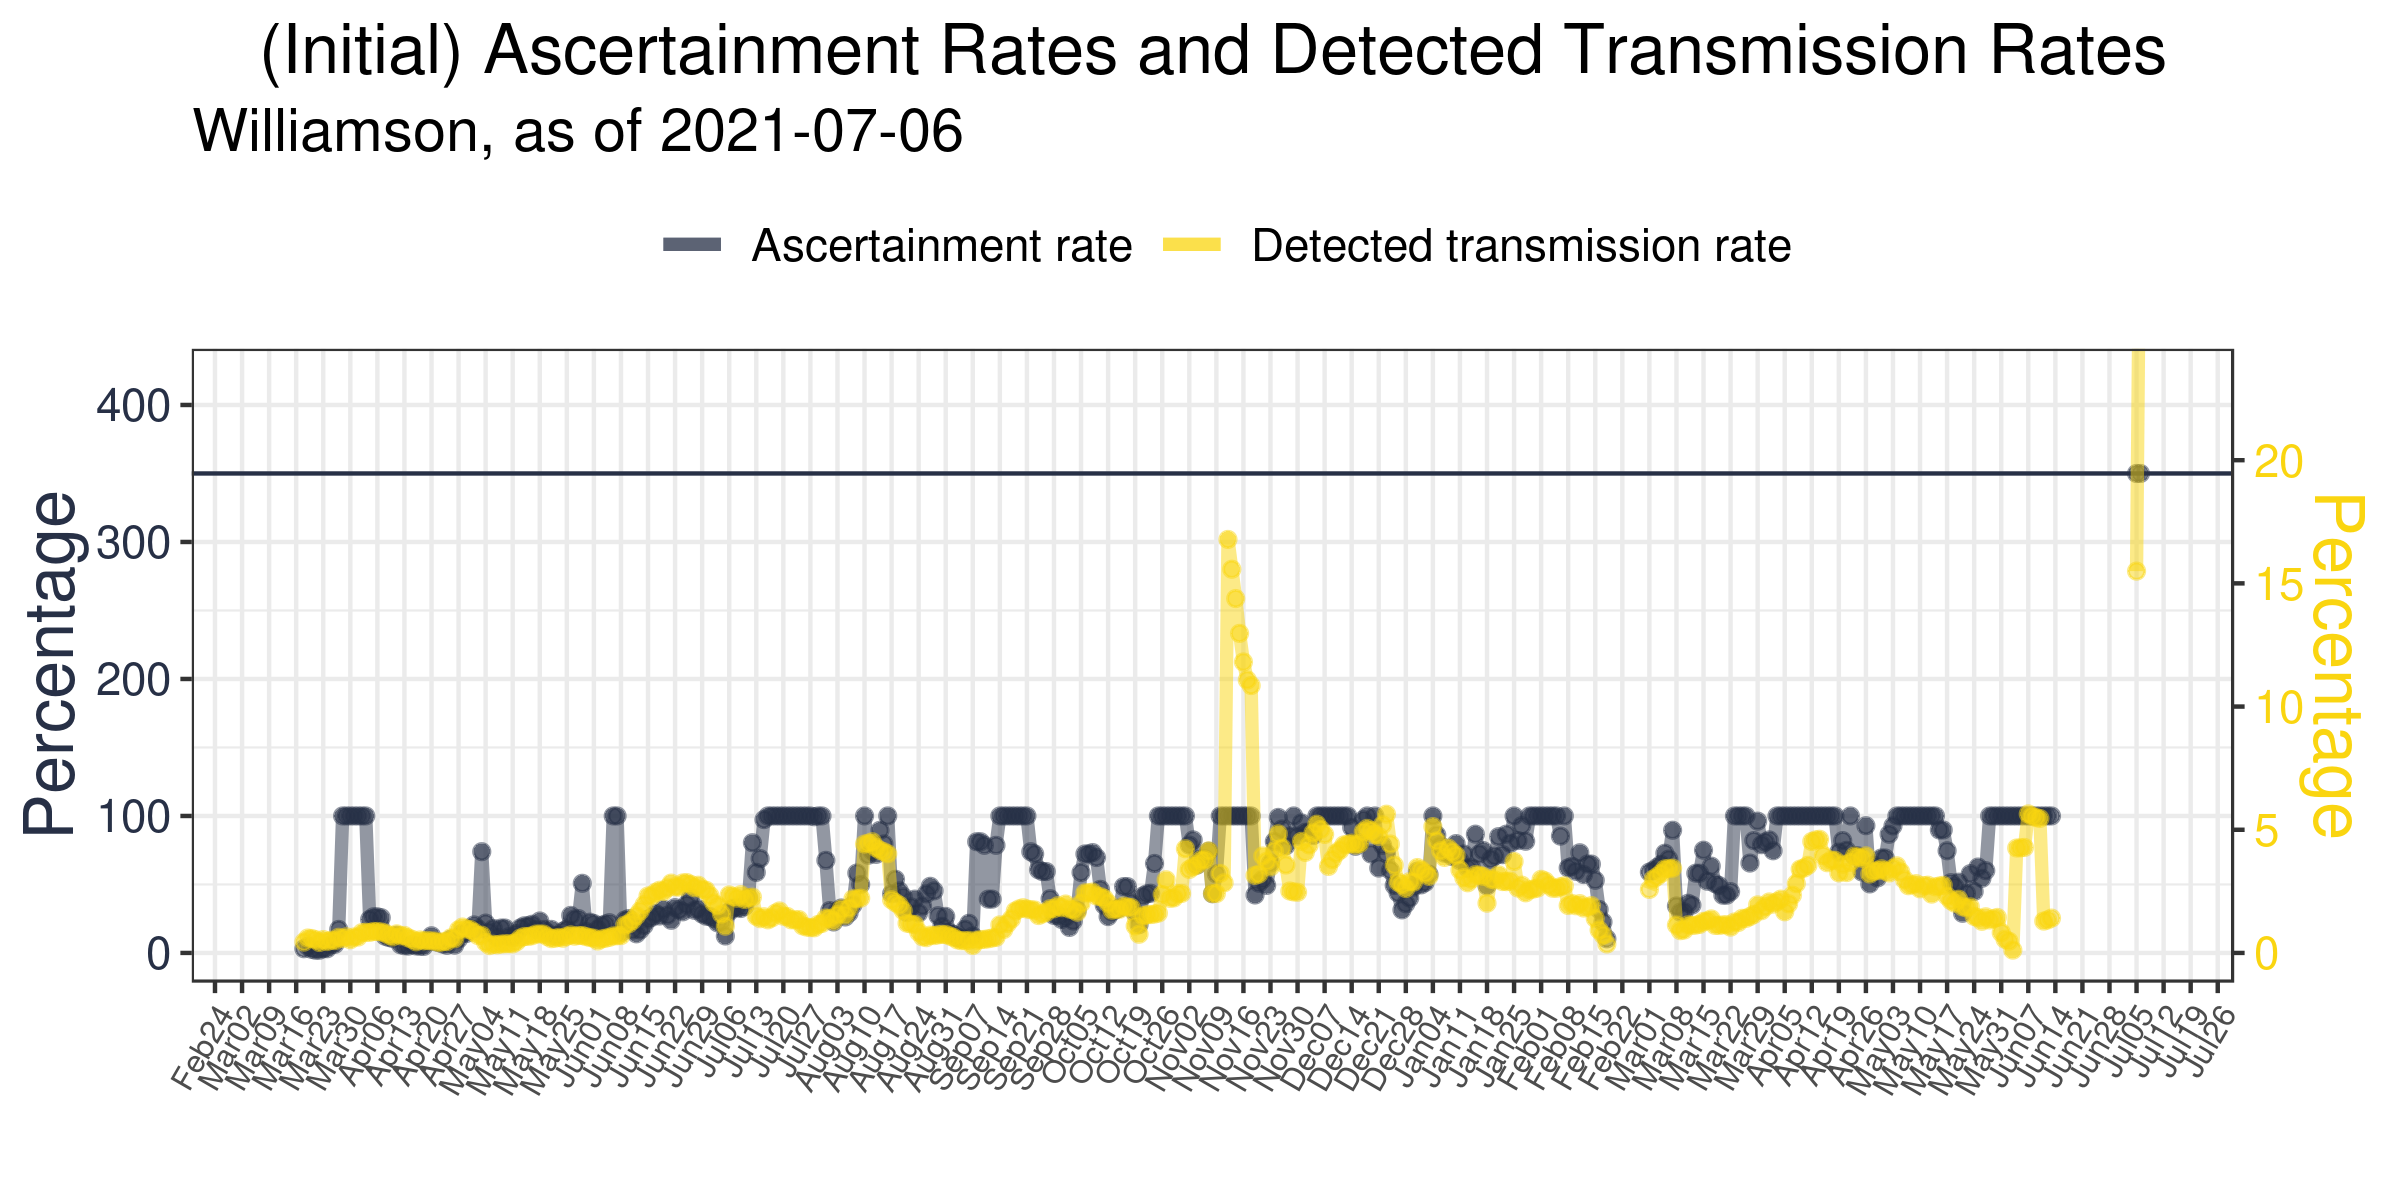 (Initial) Ascertainment Rates and Detected Transmission Rates
Williamson, as of 2021-07-06
Ascertainment rate
Detected transmission rate
Percentage
400
300
200
100
0
20
15
10
5
0
Percentage
Feb24
Mar02
Mar09
Mar16
Mar23
Mar30
Apr06
Apr13
Apr20
Apr27
May04
May11
May18
May25
Jun01
Jun08
Jun15
Jun22
Jun29
Jul06
Jul13
Jul20
Jul27
Aug03
Aug10
Aug17
Aug24
Aug31
Sep07
Sep14
Sep21
Sep28
Oct05
Oct12
Oct19
Oct26
Nov02
Nov09
Nov16
Nov23
Nov30
Dec07
Dec14
Dec21
Dec28
Jan04
Jan11
Jan18
Jan25
Feb01
Feb08
Feb15
Feb22
Mar01
Mar08
Mar15
Mar22
Mar29
Apr05
Apr12
Apr19
Apr26
May03
May10
May17
May24
May31
Jun07
Jun14
Jun21
Jun28
Jul05
Jul12
Jul19
Jul26